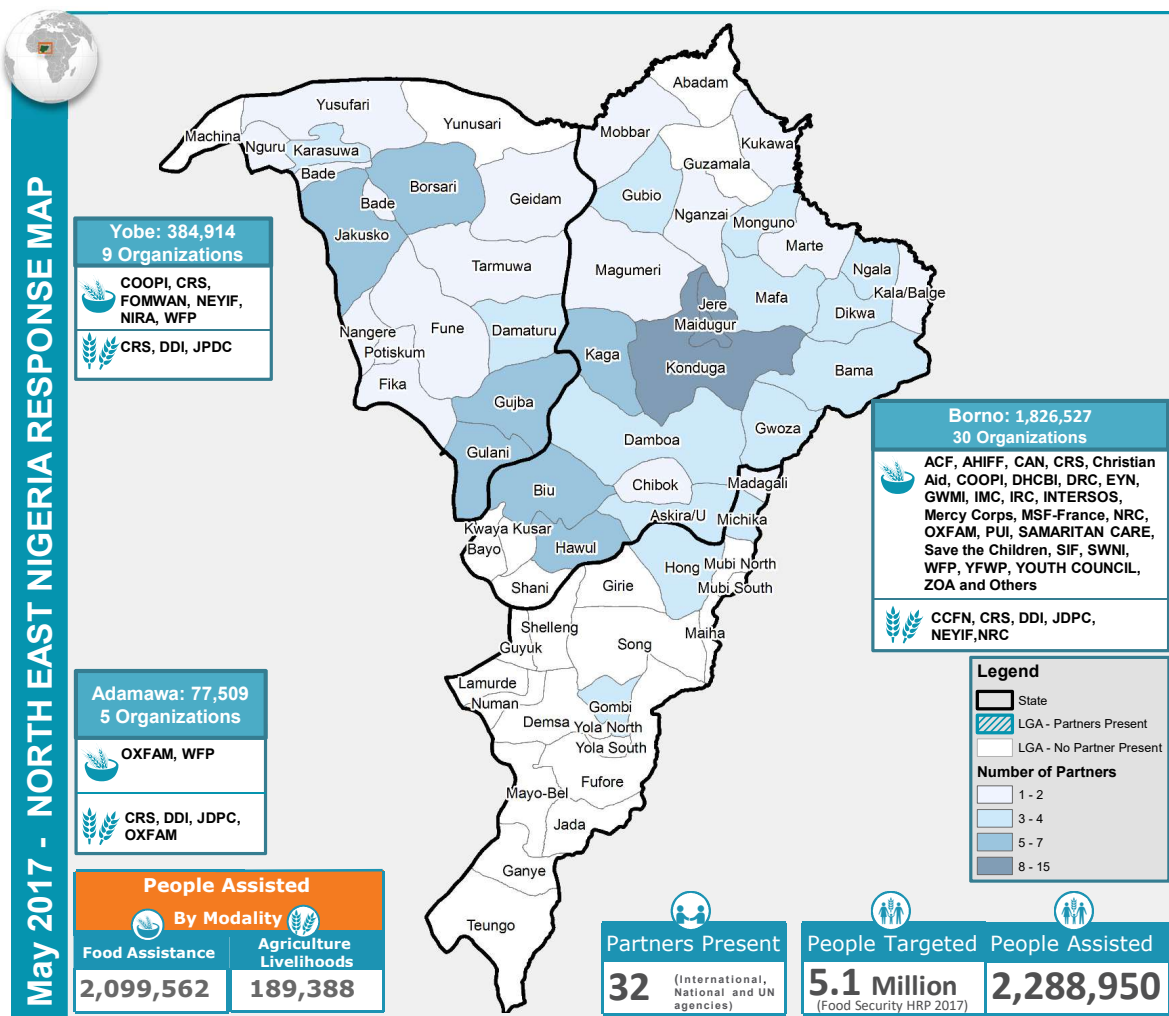 May 2017 - NORTH EAST NIGERIA RESPONSE MAP
Abadam
Yusufari
Yunusari
Machina
Mobbar
Kukawa
Nguru
Karasuwa
Guzamala
Bade
Borsari
Geidam
Gubio
Bade
Nganzai
Monguno
Jakusko
Marte
Tarmuwa
Magumeri
Ngala
Kala/Balge
Jere
Mafa
Maidugur
Dikwa
Nangere
Fune
Damaturu
Potiskum
Kaga
Konduga
Bama
Fika
Gujba
Gwoza
Damboa
Gulani
Chibok
Madagali
Biu
Askira/U
Michika
Kwaya Kusar
Bayo
Hawul
Hong
Mubi North
Mubi South
Shani
Girie
Shelleng
Maiha
Guyuk
Song
Lamurde
Numan
Gombi
Demsa
Yola North
Yola South
Fufore
Mayo-Bel
Jada
Ganye
Teungo
Yobe: 384,914
9 Organizations
COOPI, CRS,
FOMWAN, NEYIF,
NIRA, WFP
CRS, DDI, JPDC
Borno: 1,826,527
30 Organizations
ACF, AHIFF, CAN, CRS, Christian
Aid, COOPI, DHCBI, DRC, EYN,
GWMI, IMC, IRC, INTERSOS,
Mercy Corps, MSF-France, NRC,
OXFAM, PUI, SAMARITAN CARE,
Save the Children, SIF, SWNI,
WFP, YFWP, YOUTH COUNCIL,
ZOA and Others
CCFN, CRS, DDI, JDPC,
NEYIF,NRC
Adamawa: 77,509
5 Organizations
OXFAM, WFP
CRS, DDI, JDPC,
OXFAM
Legend
State
LGA - Partners Present
LGA - No Partner Present
Number of Partners
1 - 2
3 - 4
5 - 7
8 - 15
People Assisted
By Modality
Food Assistance
2,099,562
Agriculture
Livelihoods
189,388
Partners Present
32
(International,
National and UN
agencies)
People Targeted
5.1 Million
(Food Security HRP 2017)
People Assisted
2,288,950